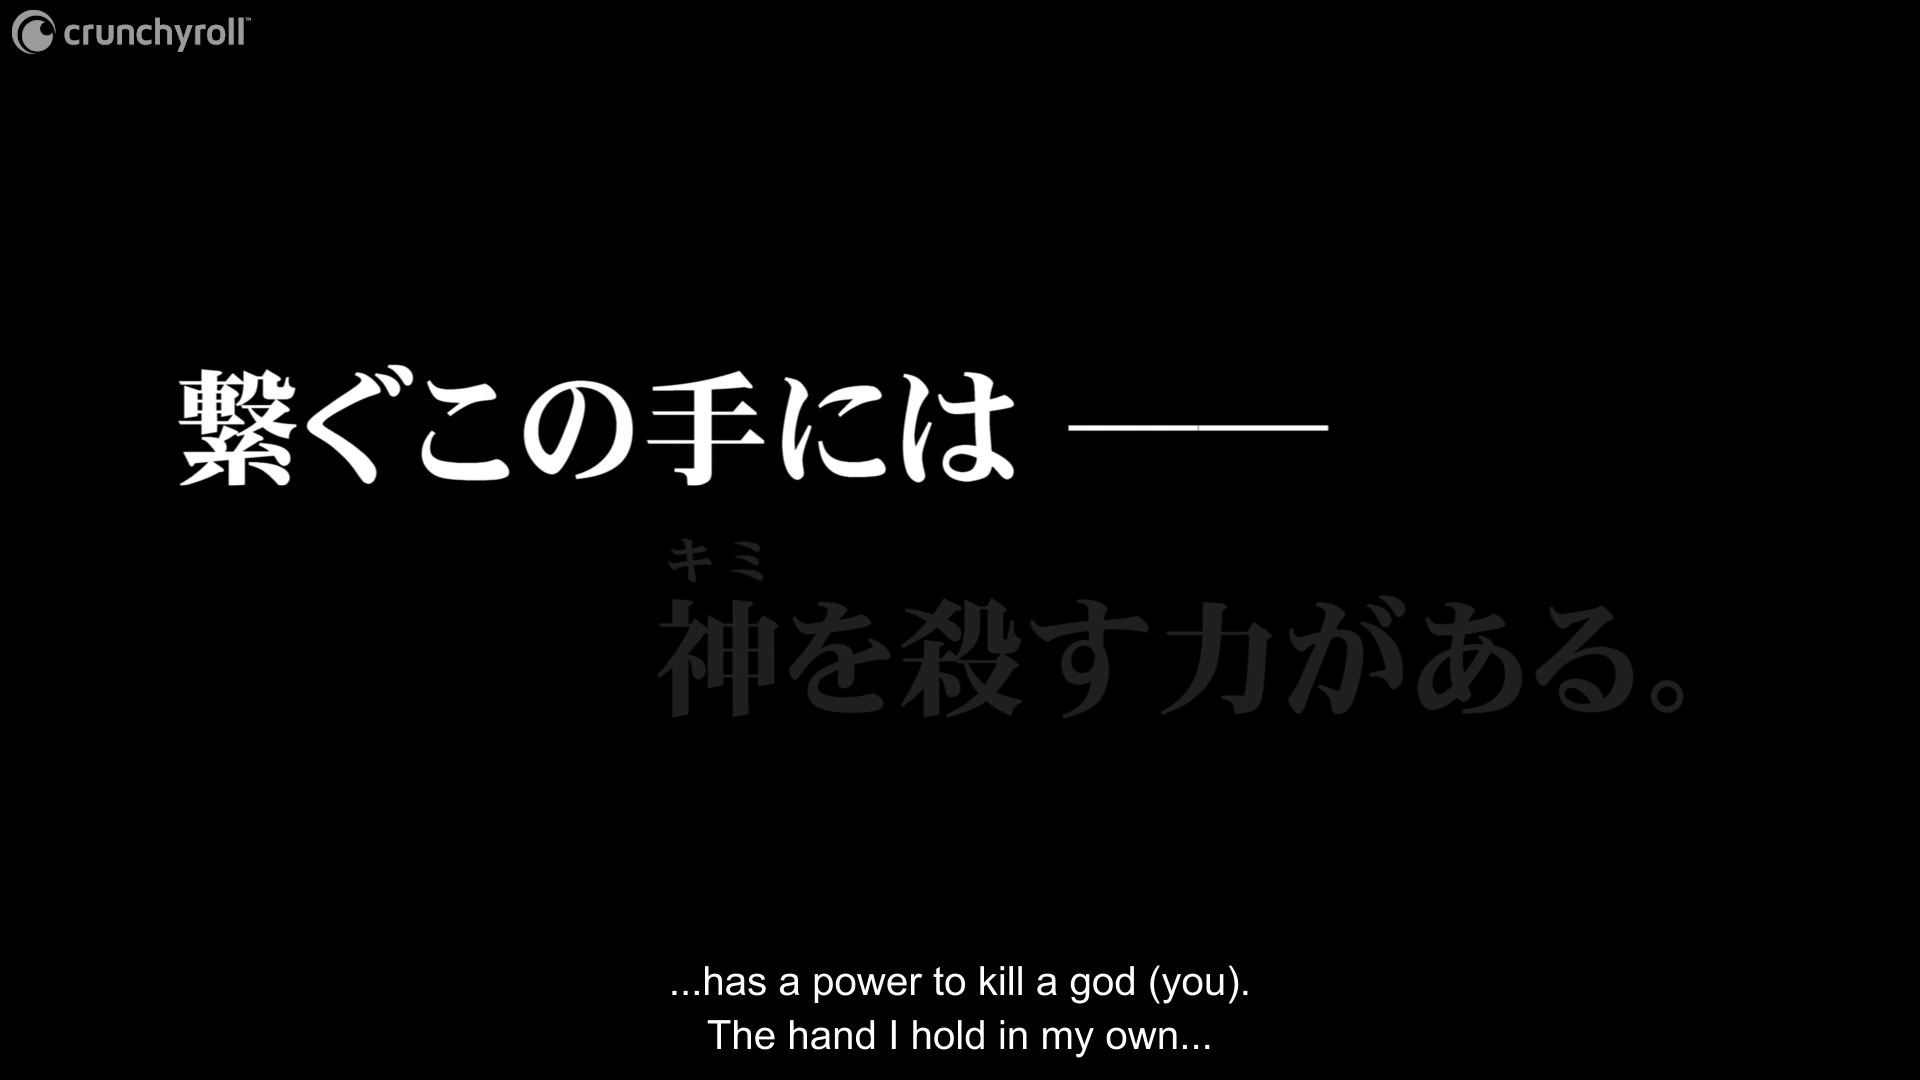 crunchyroll™
繋ぐこの手には ――
キミ
神を殺す力がある。
...has a power to kill a god (you).
The hand I hold in my own...